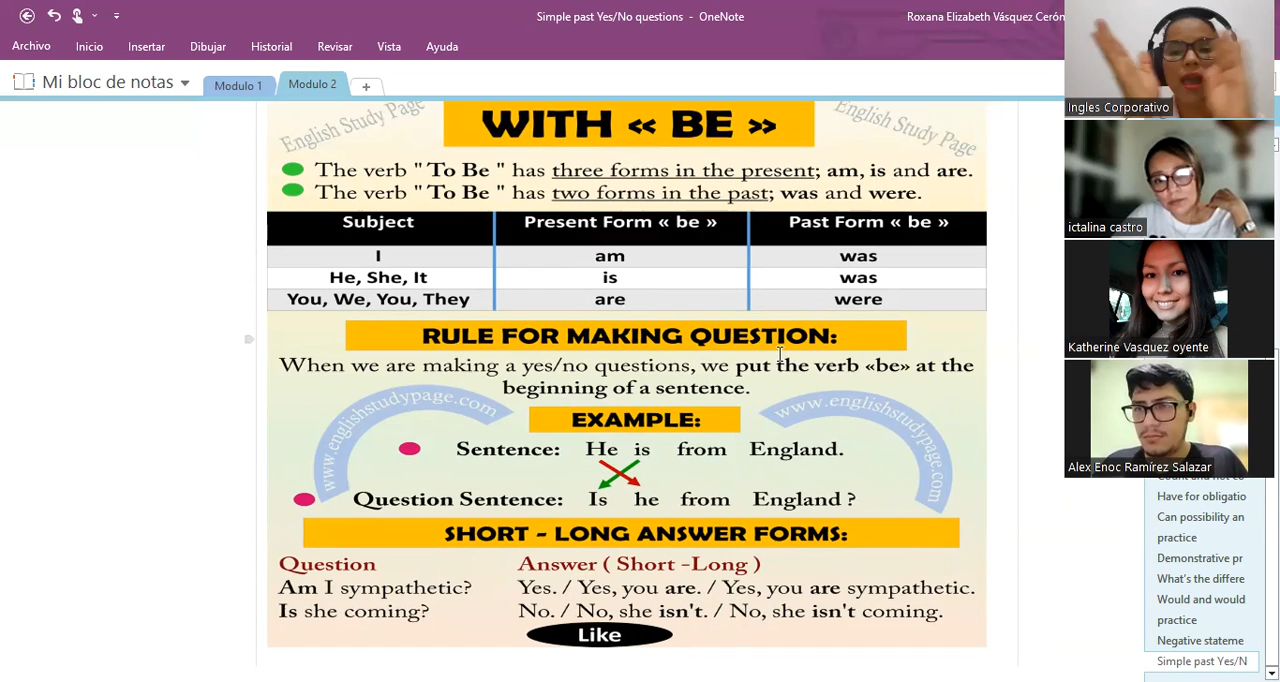 Simple past Yes/No questions - OneNote
Roxana Elizabeth Vásquez Cerón
Archivo Inicio Insertar Dibujar Historial Revisar Vista Ayuda
Mi bloc de notas
Modulo 1
Modulo 2
English Study Page
WITH « BE »
English Study Page
The verb " To Be " has three forms in the present; am, is and are.
The verb " To Be " has two forms in the past; was and were.
Subject Present Form « be » Past Form « be »
I am was
He, She, It is was
You, We, You, They are were
RULE FOR MAKING QUESTION:
When we are making a yes/no questions, we put the verb «be» at the
beginning of a sentence.
www.englishstudypage.com
www.englishstudypage.com
EXAMPLE:
Sentence: He is from England.
Question Sentence: Is he from England ?
SHORT - LONG ANSWER FORMS:
Question Answer ( Short -Long )
Am I sympathetic? Yes. / Yes, you are. / Yes, you are sympathetic.
Is she coming? No. / No, she isn't. / No, she isn't coming.
Like
Ingles Corporativo
ictalina castro
Katherine Vasquez oyente
Alex Enoc Ramírez Salazar
Have for obligatio
Can possibility an
practice
Demonstrative pr
What's the differe
Would and would
practice
Negative stateme
Simple past Yes/N